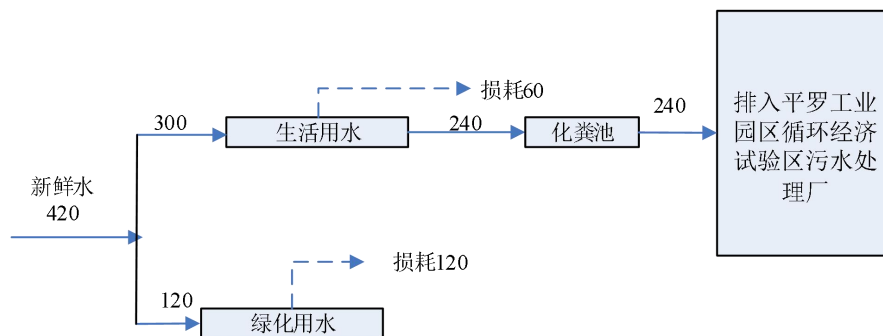 损耗60
300
生活用水
240
化粪池
240
排入平罗工业
园区循环经济
试验区污水处
理厂
新鲜水
420
损耗120
120
绿化用水